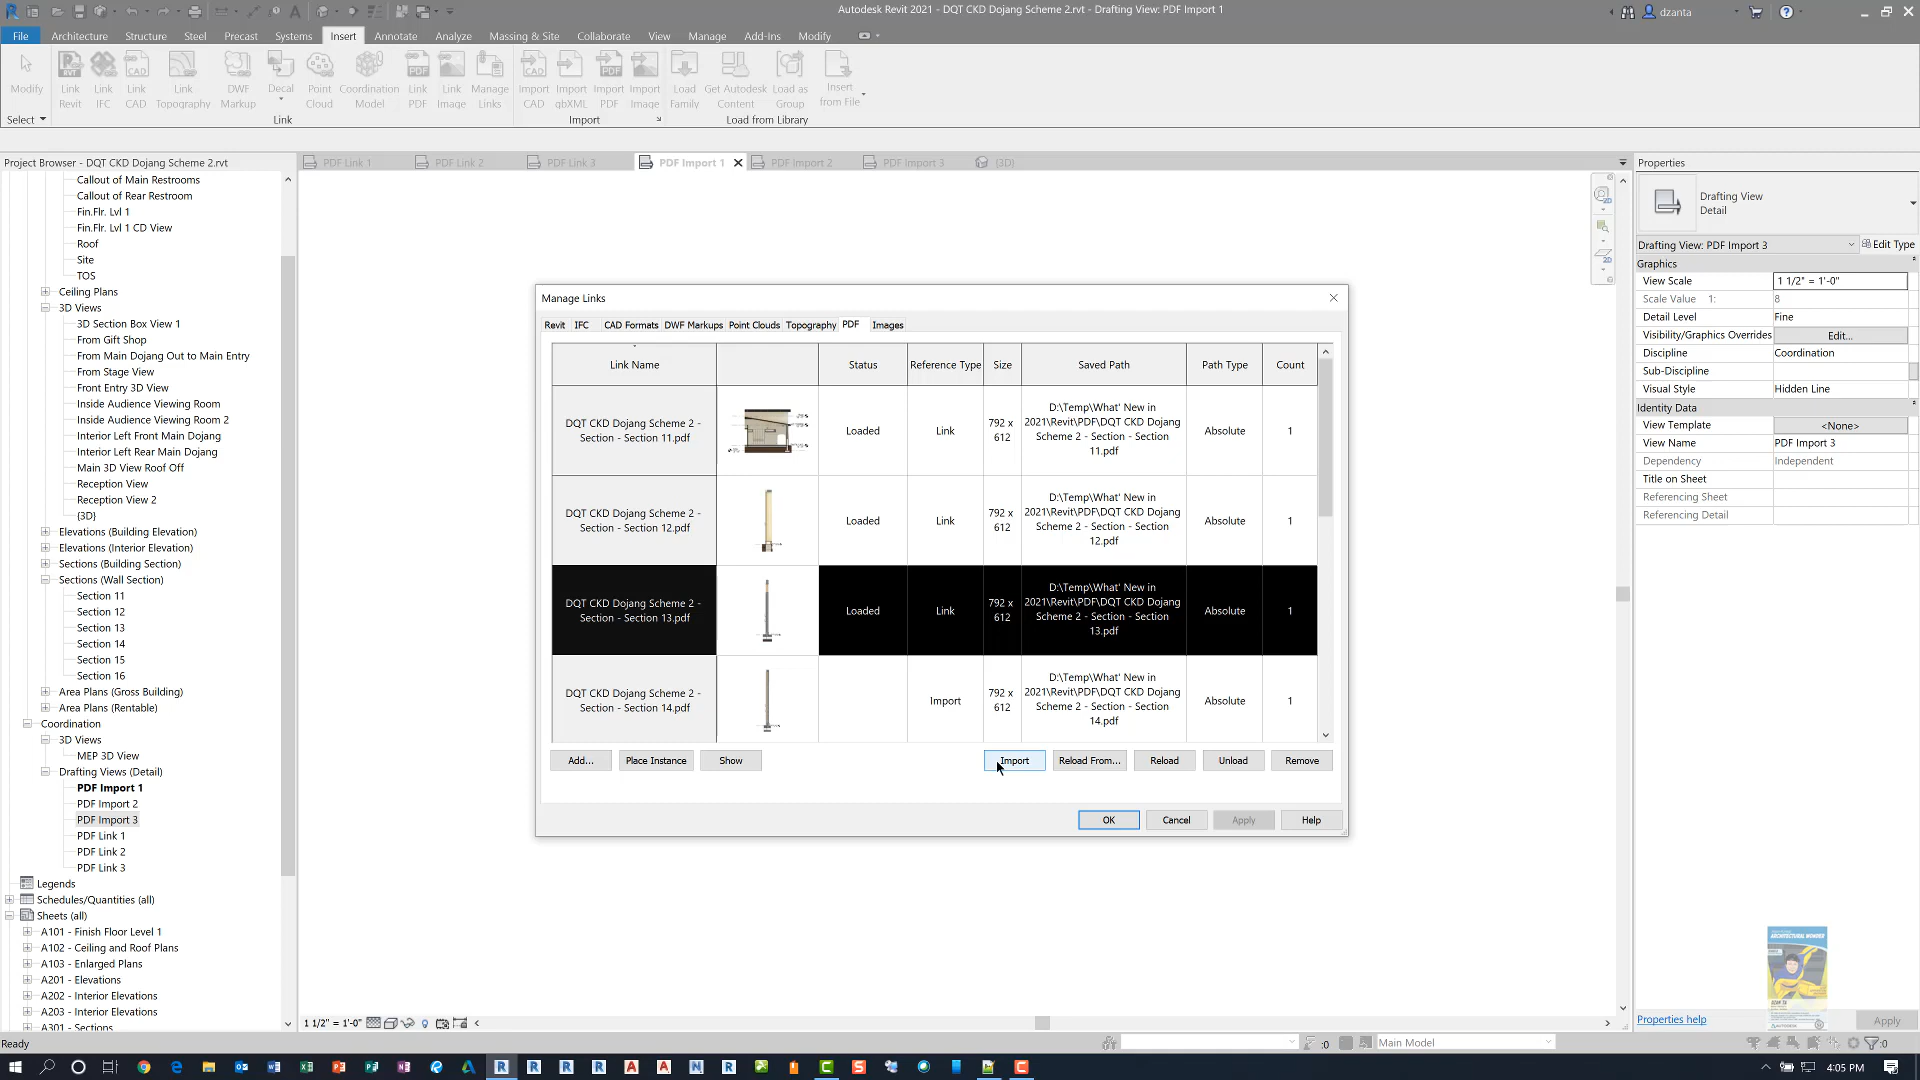 Autodesk Revit 2021 - DQT CKD Dojang Scheme 2.rvt - Drafting View: PDF Import 1
dzanta
File
Architecture
Structure
Steel
Precast
Systems
Insert
Annotate
Analyze
Massing & Site
Collaborate
View
Manage
Add-Ins
Modify
Modify
Link Revit
Link IFC
Link CAD
Link Topography
DWF Markup
Decal
Point Cloud
Coordination Model
Link PDF
Link Image
Manage Links
Import CAD
Import gbXML
Import PDF
Import Image
Load Family
Get Autodesk Content
Load as Group
Insert from File
Select
Link
Import
Load from Library
Project Browser - DQT CKD Dojang Scheme 2.rvt
PDF Link 1
PDF Link 2
PDF Link 3
PDF Import 1
PDF Import 2
PDF Import 3
{3D}
Callout of Main Restrooms
Callout of Rear Restroom
Fin.Flr. Lvl 1
Fin.Flr. Lvl 1 CD View
Roof
Site
TOS
Ceiling Plans
3D Views
3D Section Box View 1
From Gift Shop
From Main Dojang Out to Main Entry
From Stage View
Front Entry 3D View
Inside Audience Viewing Room
Inside Audience Viewing Room 2
Interior Left Front Main Dojang
Interior Left Rear Main Dojang
Main 3D View Roof Off
Reception View
Reception View 2
{3D}
Elevations (Building Elevation)
Elevations (Interior Elevation)
Sections (Building Section)
Sections (Wall Section)
Section 11
Section 12
Section 13
Section 14
Section 15
Section 16
Area Plans (Gross Building)
Area Plans (Rentable)
Coordination
3D Views
MEP 3D View
Drafting Views (Detail)
PDF Import 1
PDF Import 2
PDF Import 3
PDF Link 1
PDF Link 2
PDF Link 3
Legends
Schedules/Quantities (all)
Sheets (all)
A101 - Finish Floor Level 1
A102 - Ceiling and Roof Plans
A103 - Enlarged Plans
A201 - Elevations
A202 - Interior Elevations
A203 - Interior Elevations
A301 - Sections
Manage Links
Revit
IFC
CAD Formats
DWF Markups
Point Clouds
Topography
PDF
Images
Link Name
Status
Reference Type
Size
Saved Path
Path Type
Count
DQT CKD Dojang Scheme 2 -
Section - Section 11.pdf
Loaded
Link
792 x
612
D:\Temp\What' New in
2021\Revit\PDF\DQT CKD Dojang
Scheme 2 - Section - Section
11.pdf
Absolute
1
DQT CKD Dojang Scheme 2 -
Section - Section 12.pdf
Loaded
Link
792 x
612
D:\Temp\What' New in
2021\Revit\PDF\DQT CKD Dojang
Scheme 2 - Section - Section
12.pdf
Absolute
1
DQT CKD Dojang Scheme 2 -
Section - Section 13.pdf
Loaded
Link
792 x
612
D:\Temp\What' New in
2021\Revit\PDF\DQT CKD Dojang
Scheme 2 - Section - Section
13.pdf
Absolute
1
DQT CKD Dojang Scheme 2 -
Section - Section 14.pdf
Import
792 x
612
D:\Temp\What' New in
2021\Revit\PDF\DQT CKD Dojang
Scheme 2 - Section - Section
14.pdf
Absolute
1
Add...
Place Instance
Show
Import
Reload From...
Reload
Unload
Remove
OK
Cancel
Apply
Help
Properties
Drafting View
Detail
Drafting View: PDF Import 3
Edit Type
Graphics
View Scale
1 1/2" = 1'-0"
Scale Value 1:
8
Detail Level
Fine
Visibility/Graphics Overrides
Edit...
Discipline
Coordination
Sub-Discipline
Visual Style
Hidden Line
Identity Data
View Template
<None>
View Name
PDF Import 3
Dependency
Independent
Title on Sheet
Referencing Sheet
Referencing Detail
ARCHITECTURAL WONDER
AUTODESK
Properties help
Apply
1 1/2" = 1'-0"
Ready
:0
Main Model
:0
4:05 PM